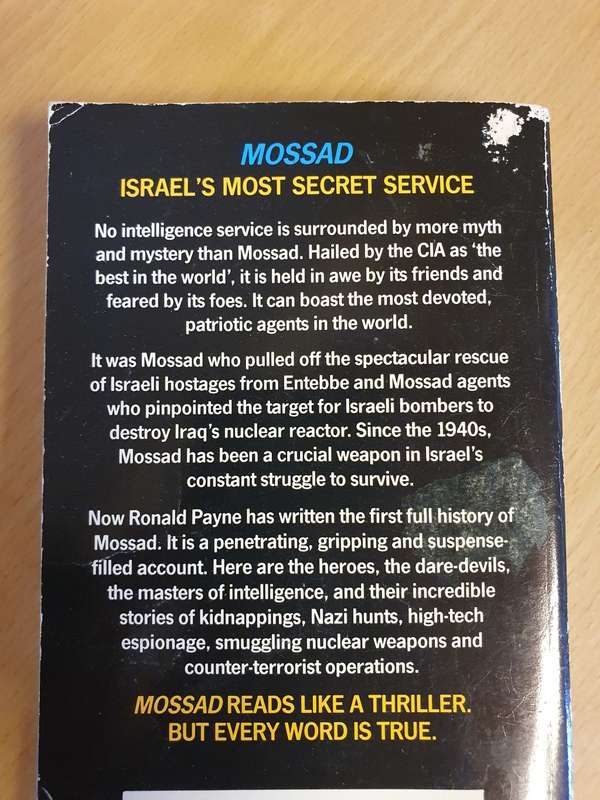 MOSSAD
ISRAEL'S MOST SECRET SERVICE
No intelligence service is surrounded by more myth
and mystery than Mossad. Hailed by the CIA as 'the
best in the world', it is held in awe by its friends and
feared by its foes. It can boast the most devoted,
patriotic agents in the world.
It was Mossad who pulled off the spectacular rescue
of Israeli hostages from Entebbe and Mossad agents
who pinpointed the target for Israeli bombers to
destroy Iraq's nuclear reactor. Since the 1940s,
Mossad has been a crucial weapon in Israel's
constant struggle to survive.
Now Ronald Payne has written the first full history of
Mossad. It is a penetrating, gripping and suspense-
filled account. Here are the heroes, the dare-devils,
the masters of intelligence, and their incredible
stories of kidnappings, Nazi hunts, high-tech
espionage, smuggling nuclear weapons and
counter-terrorist operations.
MOSSAD READS LIKE A THRILLER.
BUT EVERY WORD IS TRUE.